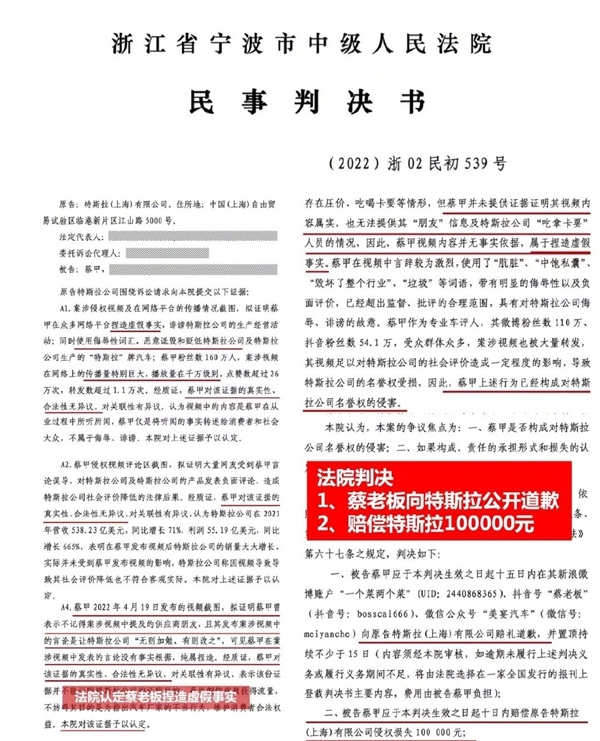 浙江省宁波市中级人民法院
民事判决书
（2022）浙02民初539号
原告：特斯拉(上海)有限公司，住所地：中国(上海)自由贸
易试验区临港新片区江山路5000号。
法定代表人：
委托诉讼代理人：
被告：蔡甲，
原告特斯拉公司围绕诉讼请求向本院提交以下证据：
A1.案涉侵权视频及在网络平台的传播情况截图，拟证明蔡
甲在众多网络平台捏造虚假事实，诽谤特斯拉公司的生产经营活
动；同时使用侮辱性词汇，恶意诋毁和贬低特斯拉公司及特斯拉
公司生产的“特斯拉”牌汽车；蔡甲粉丝数160万人，案涉视频
在网络上的传播量特别巨大，播放量在千万级别，点赞数超过26
万次，转发数超过1.1万次。经质证，蔡甲对该证据的真实性、
合法性无异议，对关联性有异议，认为视频中的内容是蔡甲在从
业过程中所听所闻，蔡甲仅是将听闻的事实转述给消费者和社会
大众，不属于侮辱、诽谤。本院对上述证据予以认定。
A2.蔡甲侵权视频评论区截图，拟证明大量网友受到蔡甲言
论误导，对特斯拉公司及特斯拉公司的产品发表负面评论，造成
特斯拉公司社会评价降低的法律后果。经质证，蔡甲对该证据的
真实性、合法性无异议，对关联性有异议，认为特斯拉公司在2021
年营收538.23亿美元，同比增长71%，利润55.19亿美元，同比增
长665%，表明在蔡甲发布视频后特斯拉公司的销量大大增长。
实际并未受到蔡甲发布视频的影响，特斯拉公司称因视频导致导
致其社会评价降低也不符合客观实际。本院对上述证据予以认定。
A4.蔡甲2022年4月19日发布的视频截图，拟证明蔡甲曾
表示不记得案涉视频中提及的供应商朋友，且其发布案涉视频中
的言论是让特斯拉公司“无则加勉、有则改之”，可见蔡甲在案
涉视频中发表的言论没有事实根据，纯属捏造。经质证，蔡甲对
该证据的真实性、合法性无异议，对关联性有异议，表示该份证
法院认定蔡老板捏造虚假事实
权益。本院对该证据予以认定。
存在压价、吃喝卡要等情形，但蔡甲并未提供证据证明其视频内
容属实，也无法提供其“朋友”信息及特斯拉公司“吃拿卡要”
人员的情况，因此，蔡甲视频内容并无事实依据，属于捏造虚假
事实。蔡甲在视频中言辞较为激烈，使用了“肮脏”、“中饱私囊”、
“毁坏了整个行业”、“垃圾”等词语，带有明显的侮辱性以及负
面评价，已经超出监督、批评的合理范围，具有对特斯拉公司侮
辱、诽谤的故意。蔡甲作为专业车评人，其微博粉丝数110万、
抖音粉丝数54.1万，受众群体众多，案涉视频也被大量转发，
其视频足以对特斯拉公司的社会评价造成一定程度的影响，导致
特斯拉公司的名誉权受损，因此，蔡甲上述行为已经构成对特斯
拉公司名誉权的侵害。
本院认为，本案的争议焦点为：一、蔡甲是否构成对特斯拉
公司名誉权的侵害；二、如果构成，责任的承担形式和损失的认
法院判决
1、蔡老板向特斯拉公开道歉
2、赔偿特斯拉100000元
第六十七条之规定，判决如下：
一、被告蔡甲应于本判决生效之日起十五日内在其新浪微
博账户“一个菜两个菜”（UID：2440868365）、抖音号“蔡老板”
（抖音号：bosscai666）、微信公众号“美宴汽车”（微信号：
meiyanche）向原告特斯拉(上海)有限公司赔礼道歉，并置顶持
续不少于15日（内容须经本院审核，如逾期未履行上述判决义
务或履行义务期间不足，将由法院选择在一家全国发行的报刊上
登载判决书主要内容，费用由被告蔡甲负担）；
二、被告蔡甲应于本判决生效之日起十日内赔偿原告特斯拉
(上海)有限公司侵权损失100 000元；